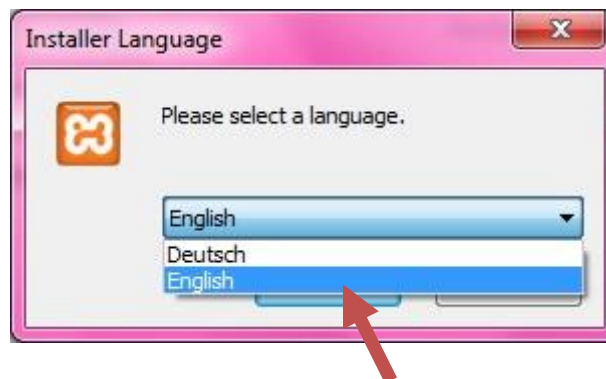 Installer Language
Please select a language.
English
Deutsch
English